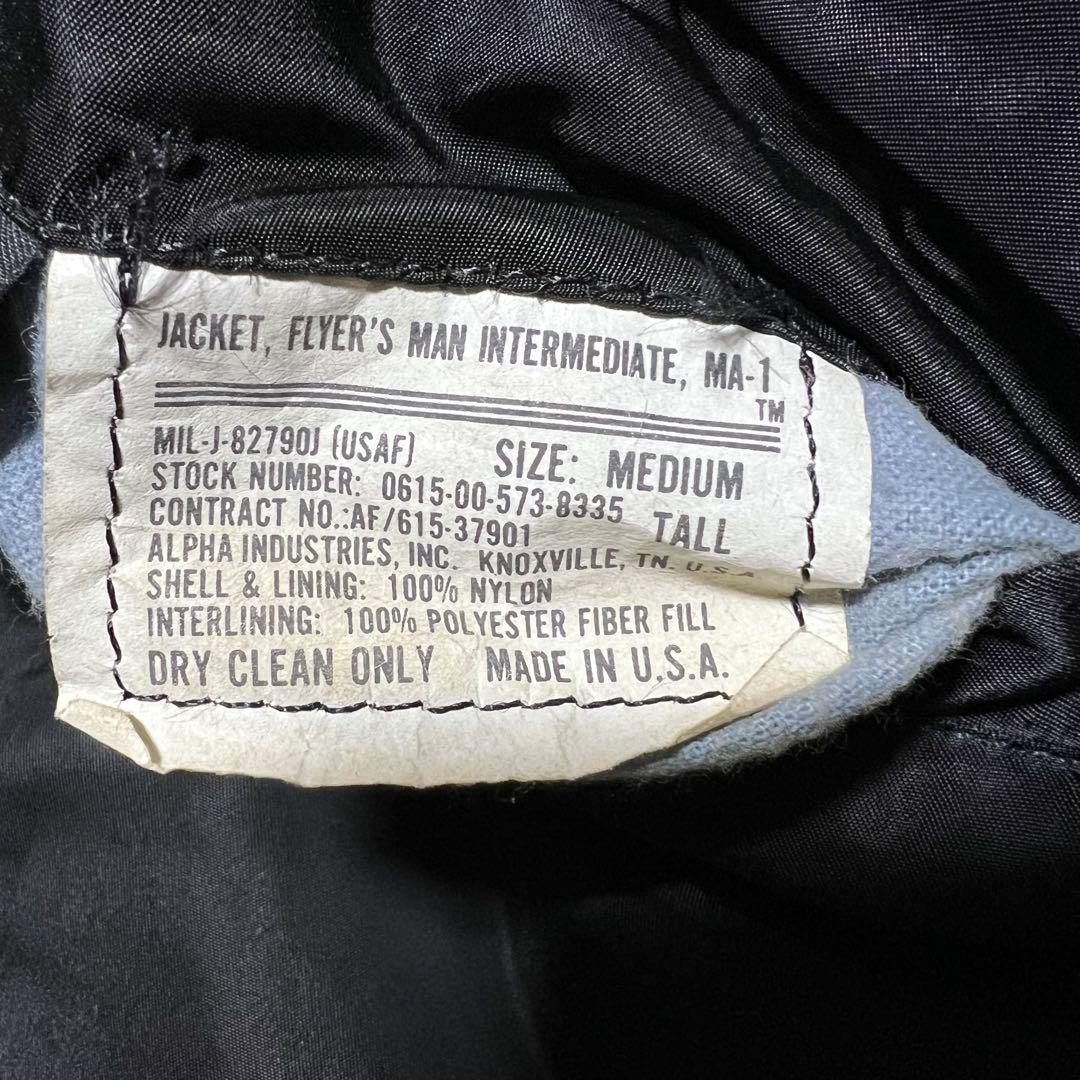 JACKET, FLYER'S MAN INTERMEDIATE, MA-1
TM
MIL-J-82790J (USAF) SIZE: MEDIUM
STOCK NUMBER: 0615-00-573-8335 TALL
CONTRACT NO.:AF/615-37901
ALPHA INDUSTRIES, INC. KNOXVILLE, TN. U.S.A
SHELL & LINING: 100% NYLON
INTERLINING: 100% POLYESTER FIBER FILL
DRY CLEAN ONLY MADE IN U.S.A.